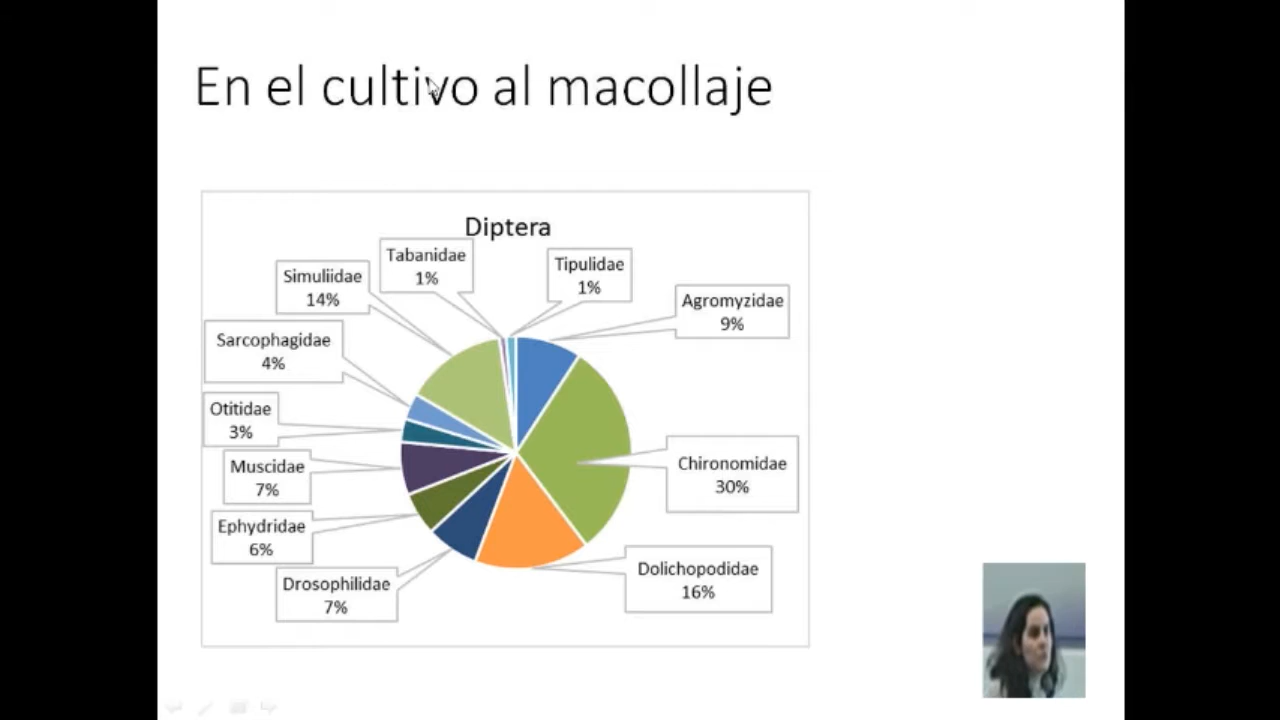 En el cultivo al macollaje
Diptera
Tabanidae
1%
Tipulidae
1%
Simuliidae
14%
Agromyzidae
9%
Sarcophagidae
4%
Otitidae
3%
Muscidae
7%
Chironomidae
30%
Ephydridae
6%
Drosophilidae
7%
Dolichopodidae
16%